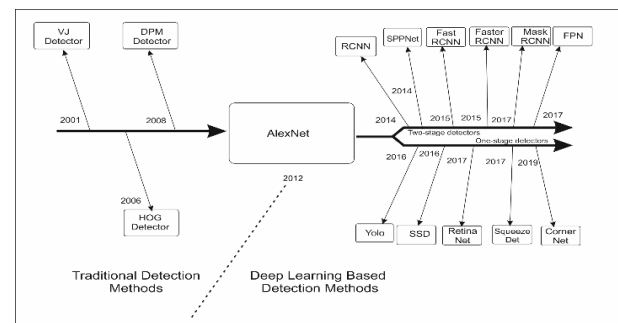 VJ
Detector
DPM
Detector
2001
2008
2006
HOG
Detector
AlexNet
2012
RCNN
SPPNet
Fast
RCNN
Faster
RCNN
Mask
RCNN
FPN
2014
2014
2015
2015
2017
2017
Two-stage detectors
One-stage detectors
2016
2016
2017
2017
2019
Yolo
SSD
Retina
Net
Squeeze
Det
Corner
Net
Traditional Detection
Methods
Deep Learning Based
Detection Methods